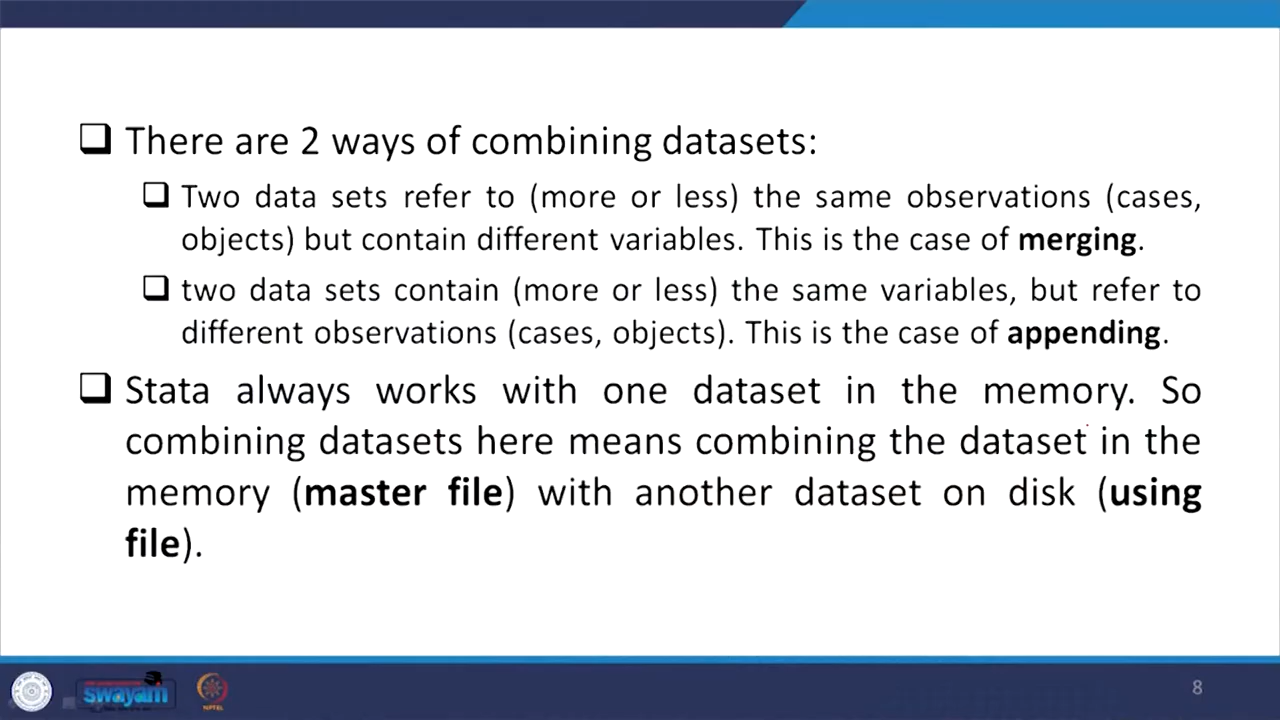 There are 2 ways of combining datasets:
Two data sets refer to (more or less) the same observations (cases,
objects) but contain different variables. This is the case of merging.
two data sets contain (more or less) the same variables, but refer to
different observations (cases, objects). This is the case of appending.
Stata always works with one dataset in the memory. So
combining datasets here means combining the dataset in the
memory (master file) with another dataset on disk (using
file).
swayam
NPTEL
8